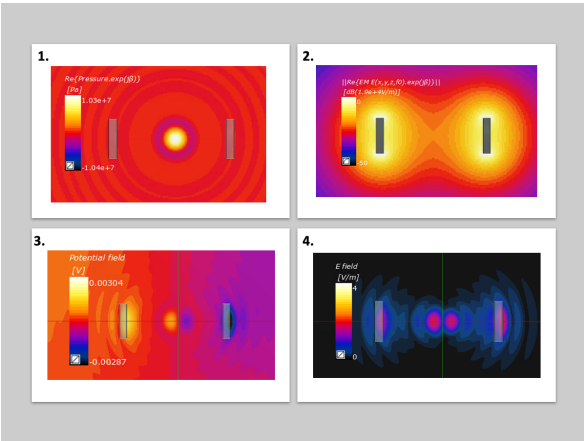 1.
Re{Pressure.exp(jβ)}
[Pa]
1.03e+7
-1.04e+7
2.
||Re{EM E(x,y,z,f0).exp(jβ)}||
[dB(1.9e+4V/m)]
0
-50
3.
Potential field
[V]
0.00304
-0.00287
4.
E field
[V/m]
4
0